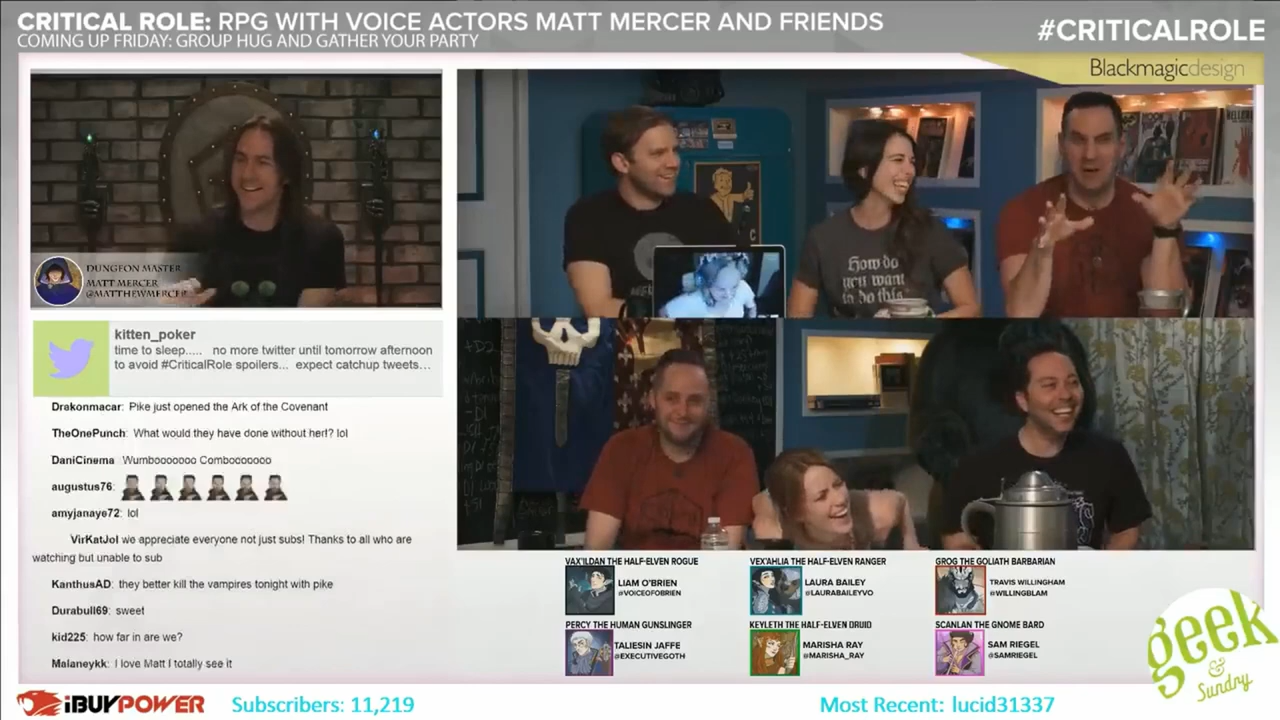 CRITICAL ROLE: RPG WITH VOICE ACTORS MATT MERCER AND FRIENDS
COMING UP FRIDAY: GROUP HUG AND GATHER YOUR PARTY
#CRITICALROLE
Blackmagicdesign
DUNGEON MASTER
MATT MERCER
@MATTHEWMERCER
How do
you want
to do this
kitten_poker
time to sleep..... no more twitter until tomorrow afternoon
to avoid #CriticalRole spoilers... expect catchup tweets...
Drakonmacar: Pike just opened the Ark of the Covenant
TheOnePunch: What would they have done without her!? lol
DaniCinema: Wumbooooooo Comboooooooo
augustus76:
amyjanaye72: lol
VirKatJol we appreciate everyone not just subs! Thanks to all who are
watching but unable to sub
KanthusAD: they better kill the vampires tonight with pike
Durabull69: sweet
kid225: how far in are we?
Malaneykk: I love Matt I totally see it
VAX'ILDAN THE HALF-ELVEN ROGUE
LIAM O'BRIEN
@VOICEOFOBRIEN
VEX'AHLIA THE HALF-ELVEN RANGER
LAURA BAILEY
@LAURABAILEYVO
GROG THE GOLIATH BARBARIAN
TRAVIS WILLINGHAM
@WILLINGBLAM
PERCY THE HUMAN GUNSLINGER
TALIESIN JAFFE
@EXECUTIVEGOTH
KEYLETH THE HALF-ELVEN DRUID
MARISHA RAY
@MARISHA_RAY
SCANLAN THE GNOME BARD
SAM RIEGEL
@SAMRIEGEL
geek
&
Sundry
iBUYPOWER
Subscribers: 11,219
Most Recent: lucid31337